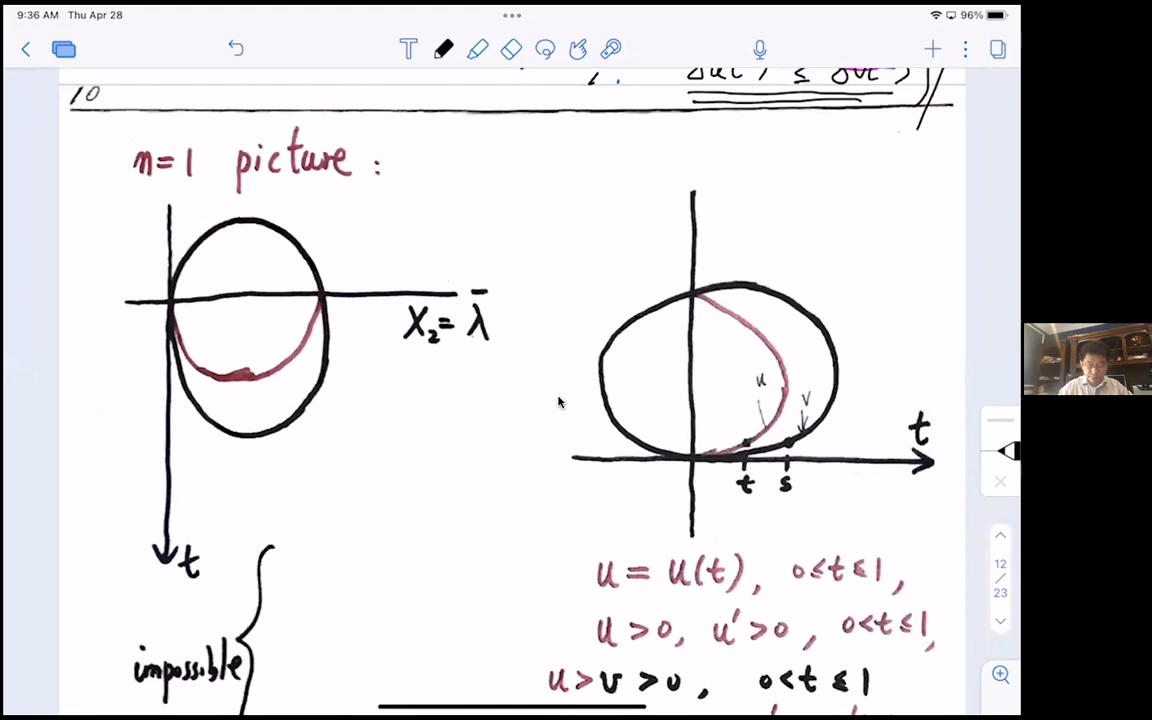 9:36 AM Thu Apr 28
96%
10
n=1 picture :
X₂ = λ̄
u
v
t
t s
t
u = u(t), 0≤t≤1,
u > 0, u' > 0, 0<t≤1,
impossible
u > v > 0, 0<t≤1
12
/
23